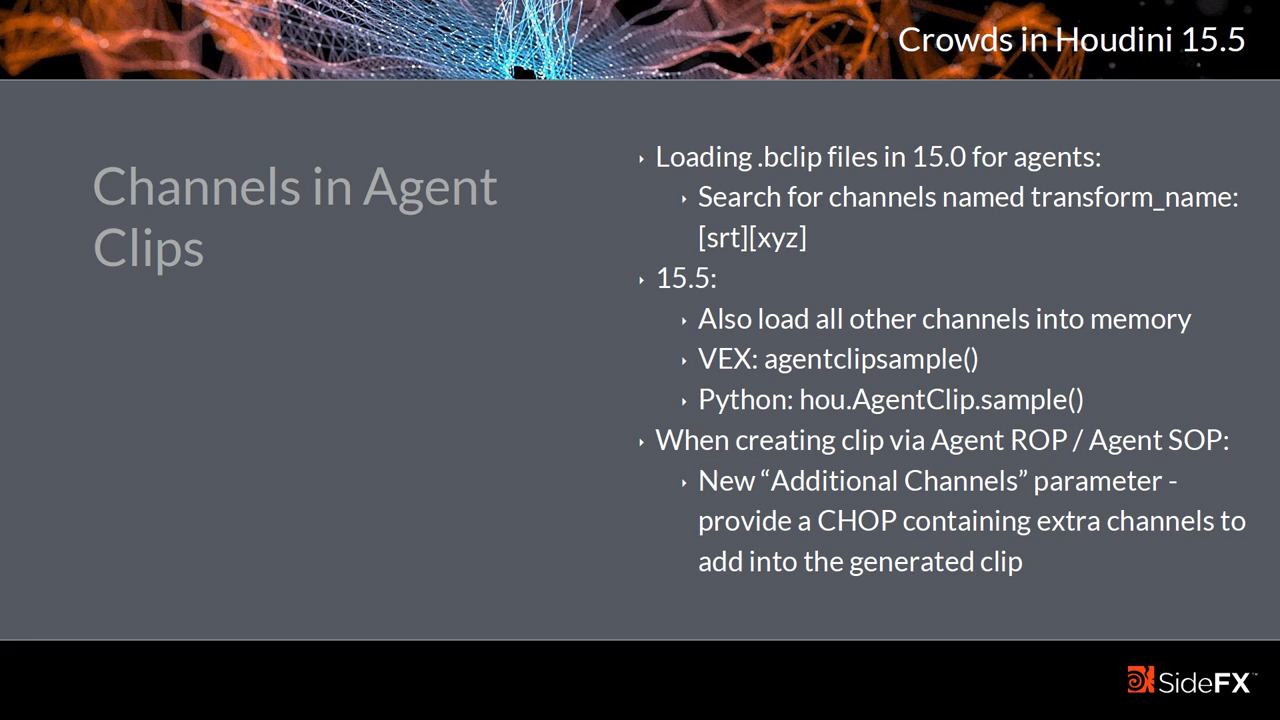 Crowds in Houdini 15.5
Channels in Agent
Clips
Loading .bclip files in 15.0 for agents:
Search for channels named transform_name:
[srt][xyz]
15.5:
Also load all other channels into memory
VEX: agentclipsample()
Python: hou.AgentClip.sample()
When creating clip via Agent ROP / Agent SOP:
New “Additional Channels” parameter -
provide a CHOP containing extra channels to
add into the generated clip
SideFX™